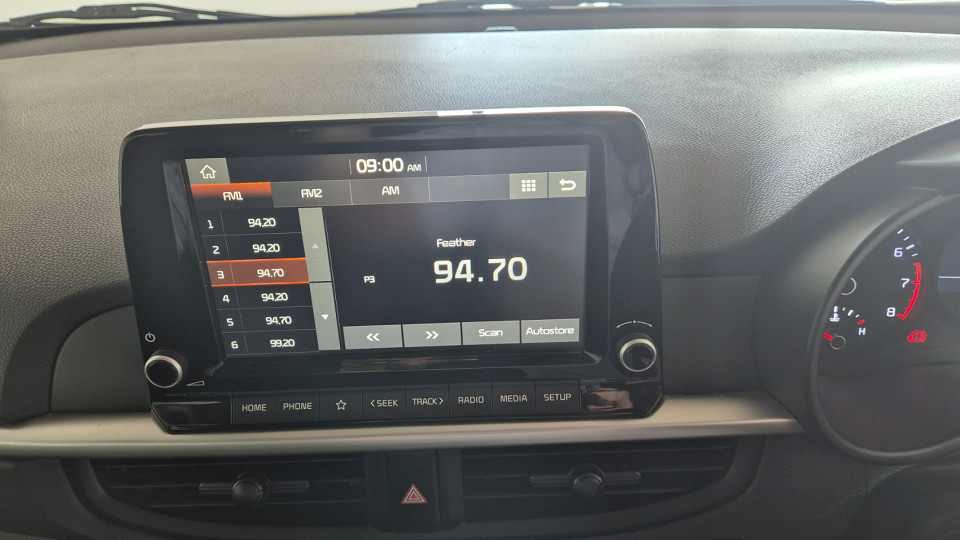 09:00 AM
FM1 FM2 AM
1 94.20
2 94.20
3 94.70
4 94.20
5 94.70
6 99.20
Feather
P3 94.70
Scan Autostore
HOME PHONE SEEK TRACK RADIO MEDIA SETUP
6
7
8
H